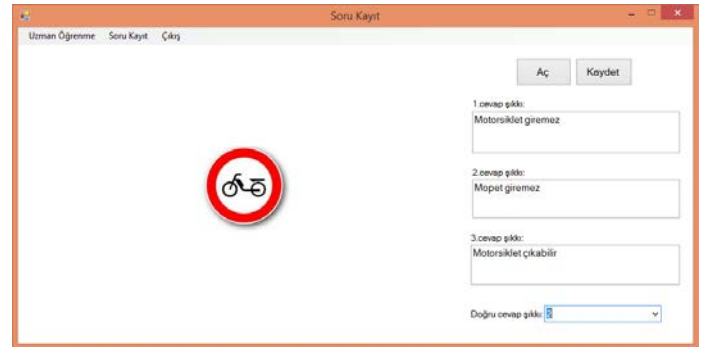 Soru Kayıt
Uzman Öğrenme Soru Kayıt Çıkış
Aç Kaydet
1.cevap şıkkı:
Motorsiklet giremez
2.cevap şıkkı:
Mopet giremez
3.cevap şıkkı:
Motorsiklet çıkabilir
Doğru cevap şıkkı: 2